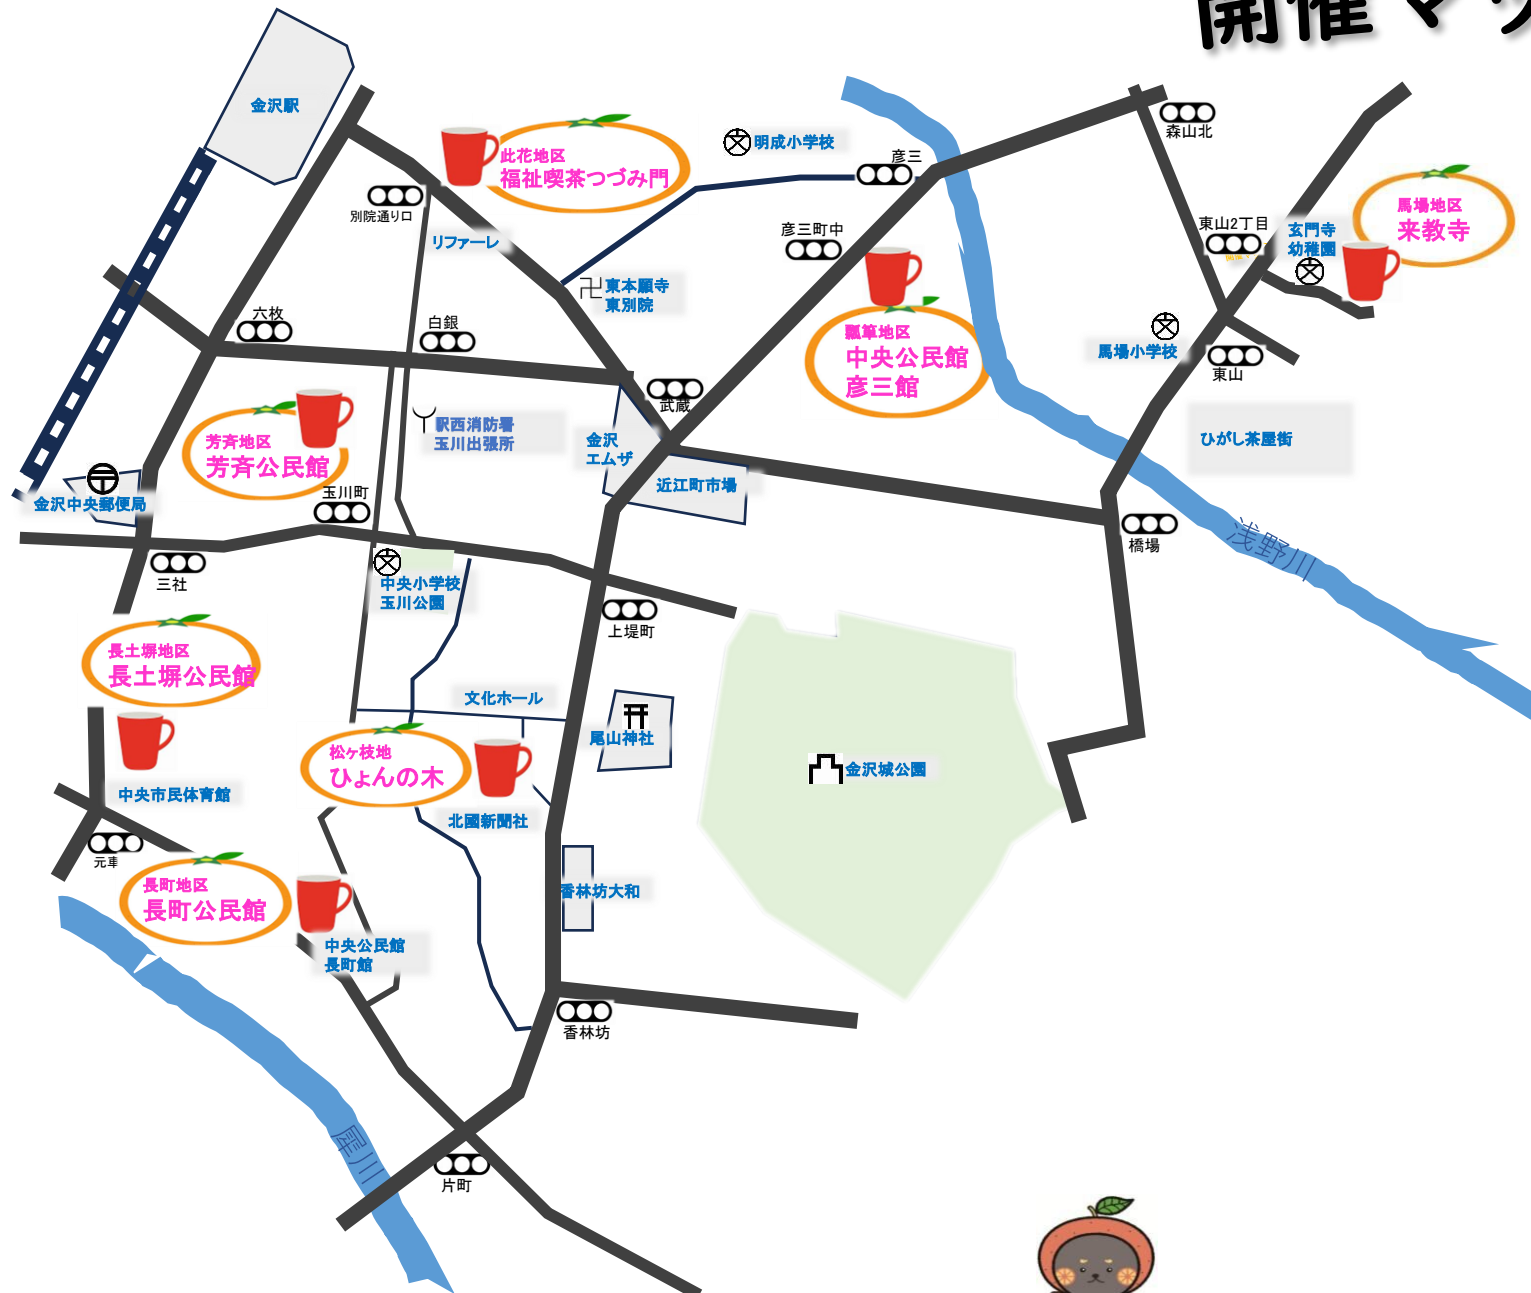 開催マッ
金沢駅
此花地区
福祉喫茶つづみ門
明成小学校
彦三
森山北
別院通り口
リファーレ
彦三町中
東山2丁目
玄門寺
幼稚園
馬場地区
来教寺
東本願寺
東別院
六枚
白銀
瓢箪地区
中央公民館
彦三館
馬場小学校
東山
武蔵
芳斉地区
芳斉公民館
駅西消防署
玉川出張所
金沢
エムザ
近江町市場
ひがし茶屋街
金沢中央郵便局
玉川町
橋場
浅野川
三社
中央小学校
玉川公園
上堤町
長土塀地区
長土塀公民館
文化ホール
尾山神社
松ヶ枝地
ひょんの木
金沢城公園
中央市民体育館
北國新聞社
元車
長町地区
長町公民館
香林坊大和
中央公民館
長町館
香林坊
犀川
片町